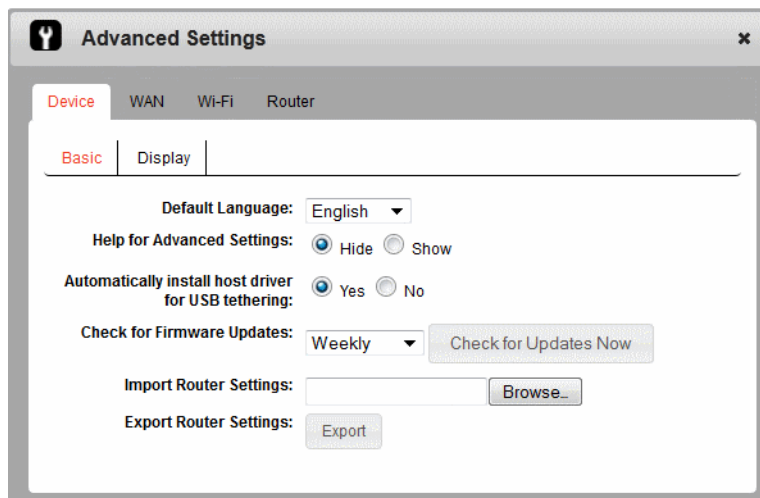 Advanced Settings
Device WAN Wi-Fi Router
Basic Display
Default Language: English
Help for Advanced Settings: Hide Show
Automatically install host driver
for USB tethering: Yes No
Check for Firmware Updates: Weekly Check for Updates Now
Import Router Settings: Browse...
Export Router Settings: Export